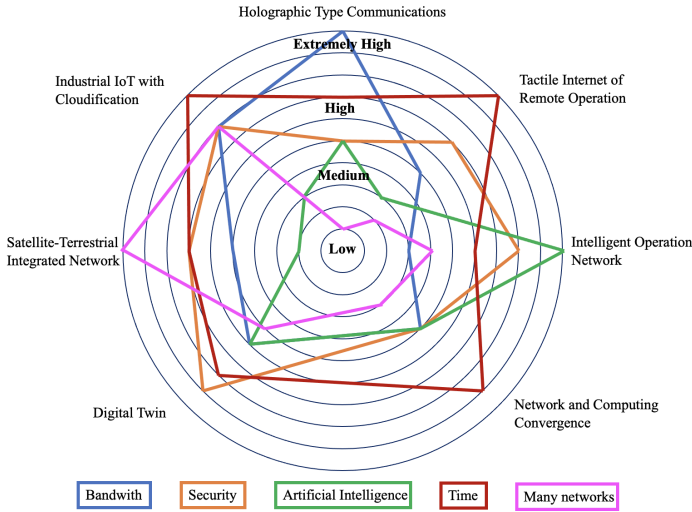 Holographic Type Communications
Extremely High
Industrial IoT with
Cloudification
Tactile Internet of
Remote Operation
High
Medium
Satellite-Terrestrial
Integrated Network
Low
Intelligent Operation
Network
Digital Twin
Network and Computing
Convergence
Bandwith
Security
Artificial Intelligence
Time
Many networks